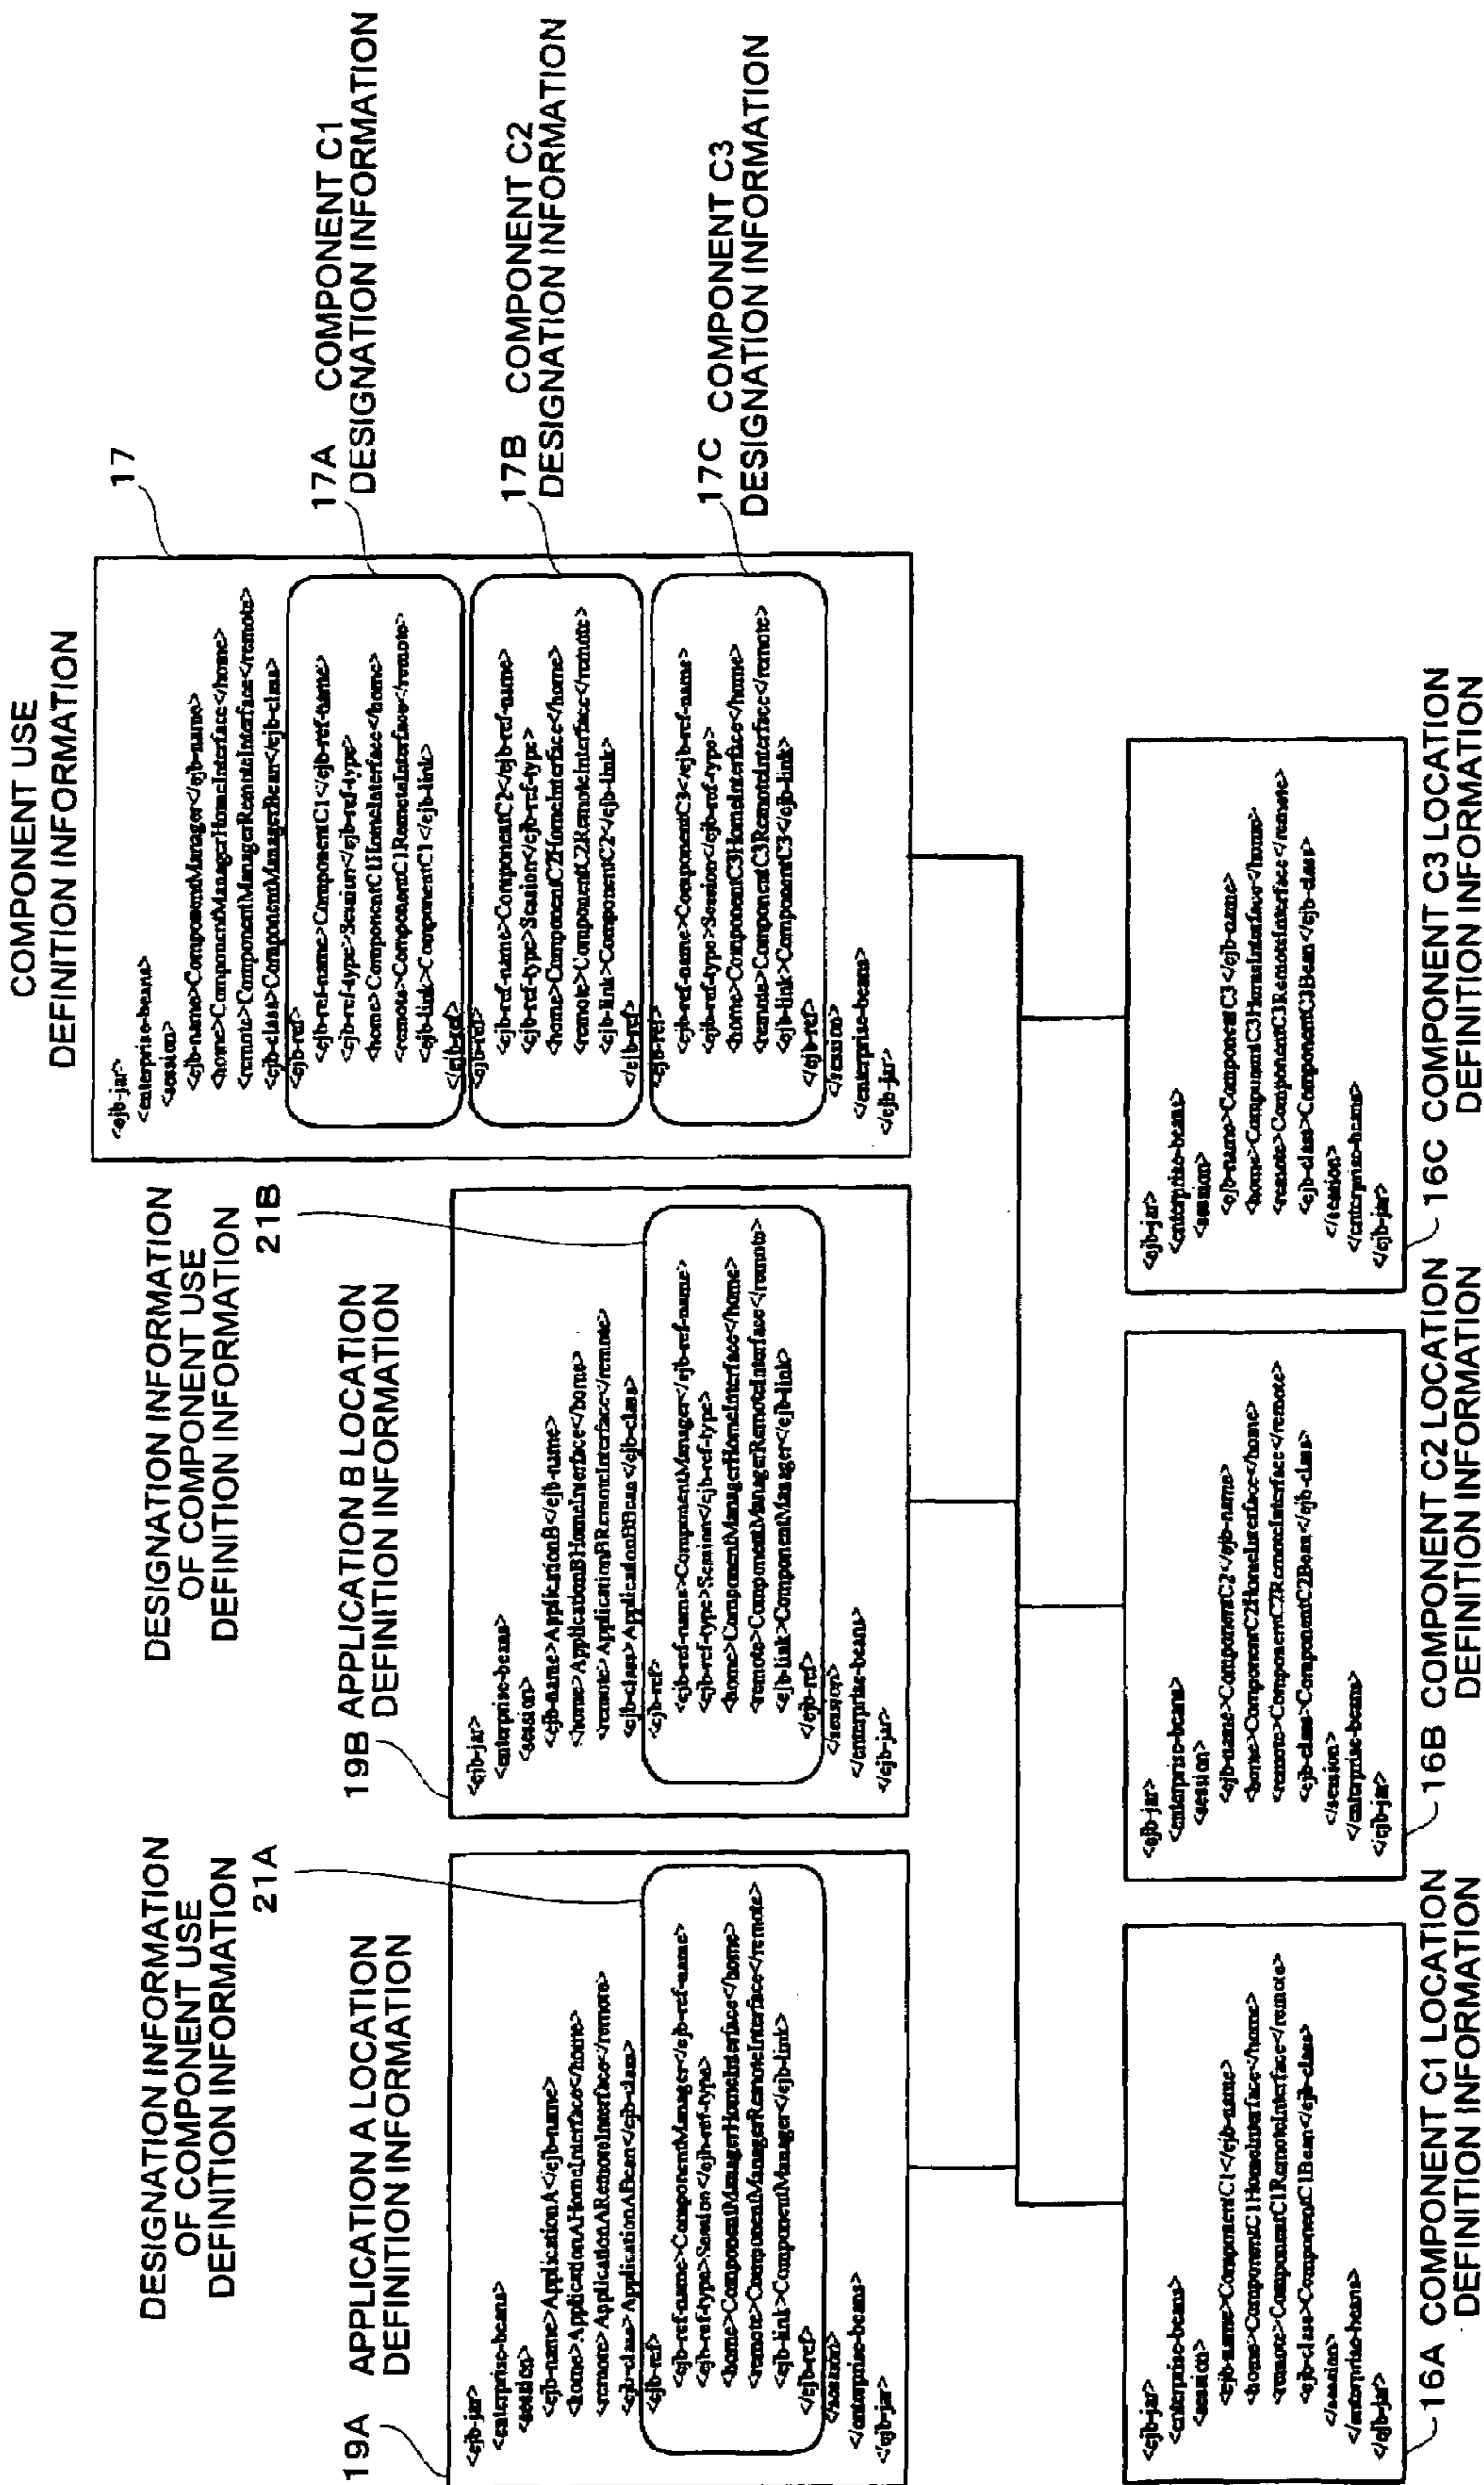 DESIGNATION INFORMATION
OF COMPONENT USE
DEFINITION INFORMATION
21A
19A
APPLICATION A LOCATION
DEFINITION INFORMATION
<ejb-jar>
<enterprise-beans>
<session>
<ejb-name>ApplicationA</ejb-name>
<home>ApplicationAHomeInterface</home>
<remote>ApplicationARemoteInterface</remote>
<ejb-class>ApplicationABean</ejb-class>
<ejb-ref>
<ejb-ref-name>ComponentManager</ejb-ref-name>
<ejb-ref-type>Session</ejb-ref-type>
<home>ComponentManagerHomeInterface</home>
<remote>ComponentManagerRemoteInterface</remote>
<ejb-link>ComponentManager</ejb-link>
</ejb-ref>
</session>
</enterprise-beans>
</ejb-jar>
DESIGNATION INFORMATION
OF COMPONENT USE
DEFINITION INFORMATION
21B
19B APPLICATION B LOCATION
DEFINITION INFORMATION
<ejb-jar>
<enterprise-beans>
<session>
<ejb-name>ApplicationB</ejb-name>
<home>ApplicationBHomeInterface</home>
<remote>ApplicationBRemoteInterface</remote>
<ejb-class>ApplicationBBean</ejb-class>
<ejb-ref>
<ejb-ref-name>ComponentManager</ejb-ref-name>
<ejb-ref-type>Session</ejb-ref-type>
<home>ComponentManagerHomeInterface</home>
<remote>ComponentManagerRemoteInterface</remote>
<ejb-link>ComponentManager</ejb-link>
</ejb-ref>
</session>
</enterprise-beans>
</ejb-jar>
COMPONENT USE
DEFINITION INFORMATION
17
<ejb-jar>
<enterprise-beans>
<session>
<ejb-name>ComponentManager</ejb-name>
<home>ComponentManagerHomeInterface</home>
<remote>ComponentManagerRemoteInterface</remote>
<ejb-class>ComponentManagerBean</ejb-class>
<ejb-ref>
<ejb-ref-name>ComponentC1</ejb-ref-name>
<ejb-ref-type>Session</ejb-ref-type>
<home>ComponentC1HomeInterface</home>
<remote>ComponentC1RemoteInterface</remote>
<ejb-link>ComponentC1</ejb-link>
</ejb-ref>
<ejb-ref>
<ejb-ref-name>ComponentC2</ejb-ref-name>
<ejb-ref-type>Session</ejb-ref-type>
<home>ComponentC2HomeInterface</home>
<remote>ComponentC2RemoteInterface</remote>
<ejb-link>ComponentC2</ejb-link>
</ejb-ref>
<ejb-ref>
<ejb-ref-name>ComponentC3</ejb-ref-name>
<ejb-ref-type>Session</ejb-ref-type>
<home>ComponentC3HomeInterface</home>
<remote>ComponentC3RemoteInterface</remote>
<ejb-link>ComponentC3</ejb-link>
</ejb-ref>
</session>
</enterprise-beans>
</ejb-jar>
17A COMPONENT C1
DESIGNATION INFORMATION
17B COMPONENT C2
DESIGNATION INFORMATION
17C COMPONENT C3
DESIGNATION INFORMATION
<ejb-jar>
<enterprise-beans>
<session>
<ejb-name>ComponentC1</ejb-name>
<home>ComponentC1HomeInterface</home>
<remote>ComponentC1RemoteInterface</remote>
<ejb-class>ComponentC1Bean</ejb-class>
</session>
</enterprise-beans>
</ejb-jar>
16A COMPONENT C1 LOCATION
DEFINITION INFORMATION
<ejb-jar>
<enterprise-beans>
<session>
<ejb-name>ComponentC2</ejb-name>
<home>ComponentC2HomeInterface</home>
<remote>ComponentC2RemoteInterface</remote>
<ejb-class>ComponentC2Bean</ejb-class>
</session>
</enterprise-beans>
</ejb-jar>
16B COMPONENT C2 LOCATION
DEFINITION INFORMATION
<ejb-jar>
<enterprise-beans>
<session>
<ejb-name>ComponentC3</ejb-name>
<home>ComponentC3HomeInterface</home>
<remote>ComponentC3RemoteInterface</remote>
<ejb-class>ComponentC3Bean</ejb-class>
</session>
</enterprise-beans>
</ejb-jar>
16C COMPONENT C3 LOCATION
DEFINITION INFORMATION